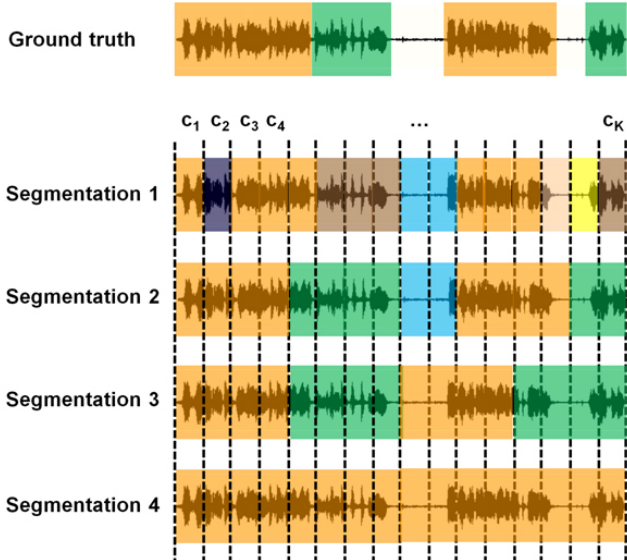 Ground truth
c1 c2 c3 c4 ... cK
Segmentation 1
Segmentation 2
Segmentation 3
Segmentation 4